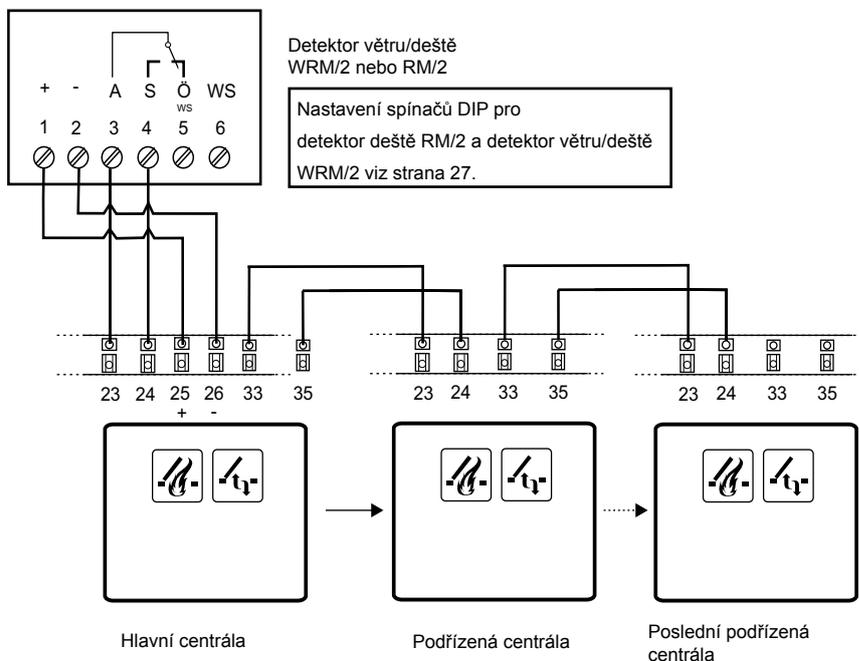 Detektor větru/deště
WRM/2 nebo RM/2
+ - A S Ö WS
ws
1 2 3 4 5 6
Nastavení spínačů DIP pro
detektor deště RM/2 a detektor větru/deště
WRM/2 viz strana 27.
23 24 25 26 33 35
+ -
23 24 33 35
23 24 33 35
Hlavní centrála
Podřízená centrála
Poslední podřízená
centrála